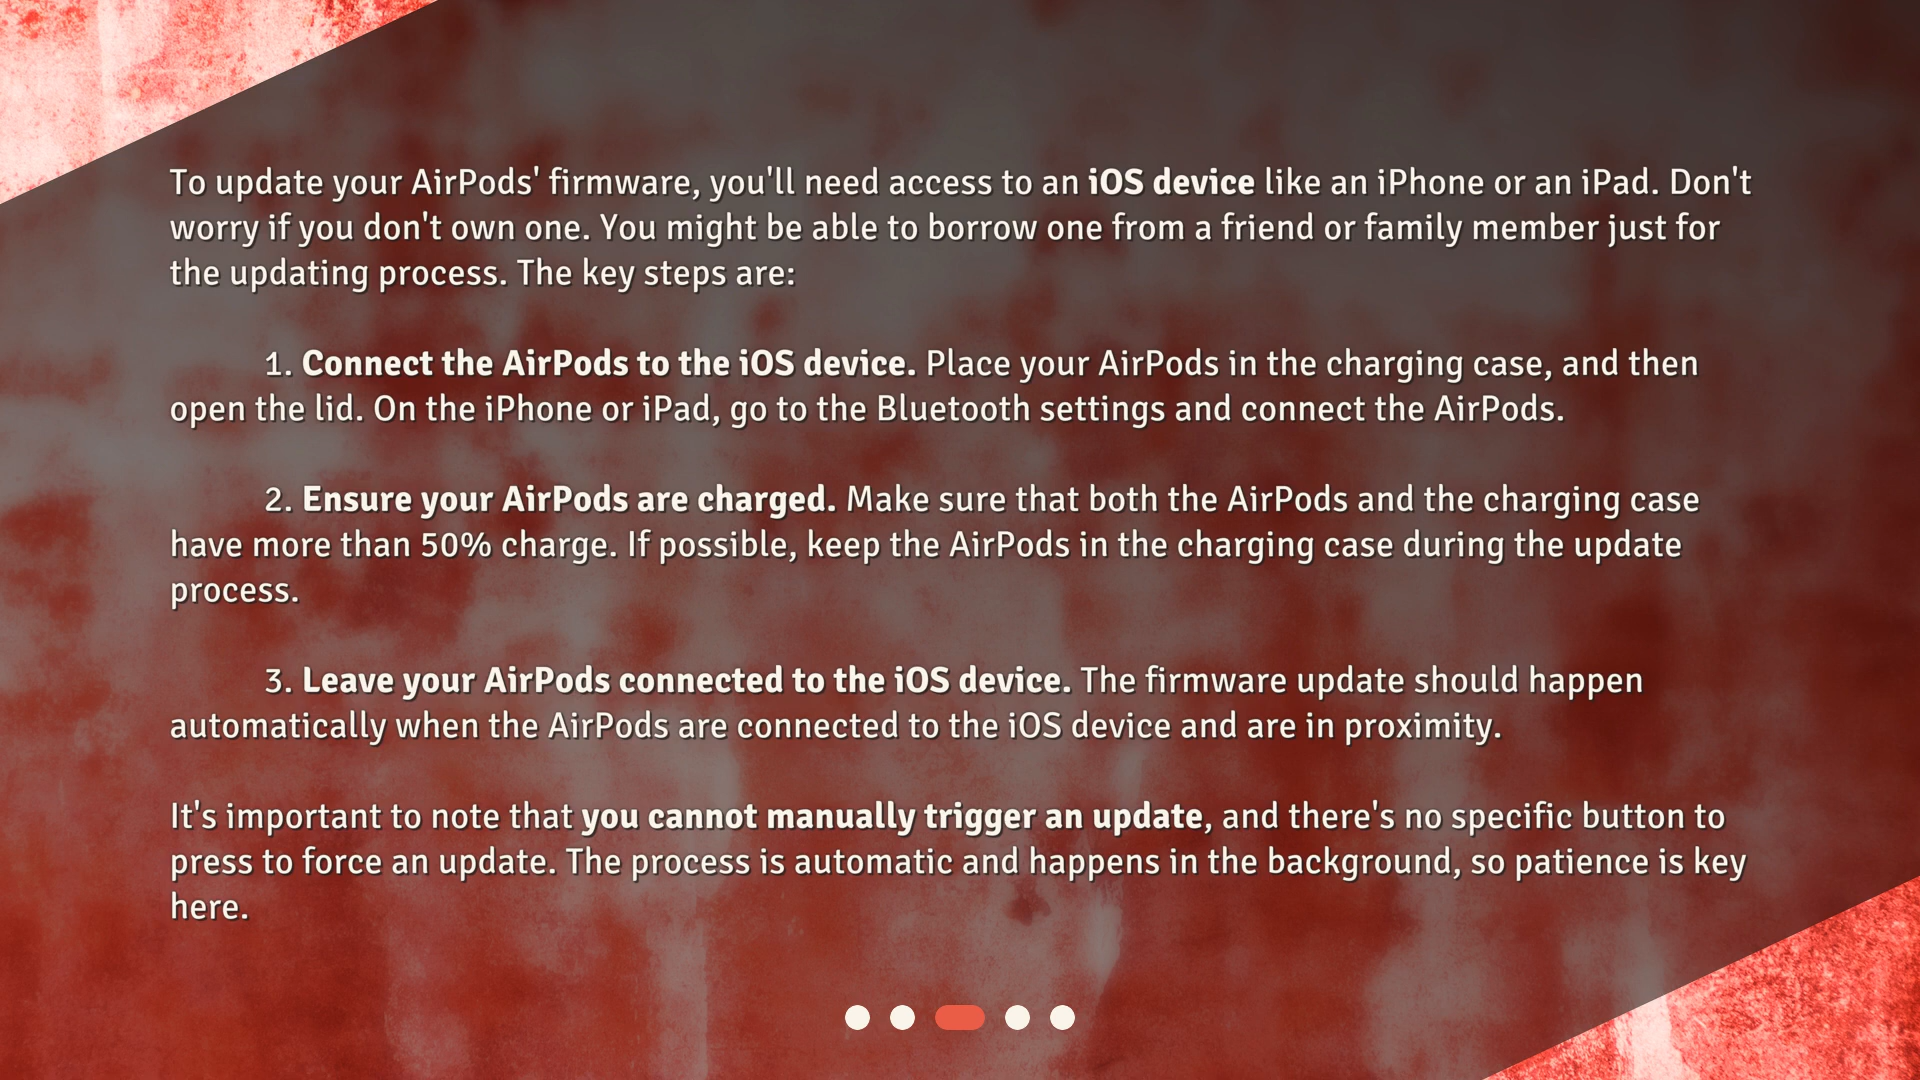 To update your AirPods' firmware, you'll need access to an iOS device like an iPhone or an iPad. Don't
worry if you don't own one. You might be able to borrow one from a friend or family member just for
the updating process. The key steps are:
1. Connect the AirPods to the iOS device. Place your AirPods in the charging case, and then
open the lid. On the iPhone or iPad, go to the Bluetooth settings and connect the AirPods.
2. Ensure your AirPods are charged. Make sure that both the AirPods and the charging case
have more than 50% charge. If possible, keep the AirPods in the charging case during the update
process.
3. Leave your AirPods connected to the iOS device. The firmware update should happen
automatically when the AirPods are connected to the iOS device and are in proximity.
It's important to note that you cannot manually trigger an update, and there's no specific button to
press to force an update. The process is automatic and happens in the background, so patience is key
here.